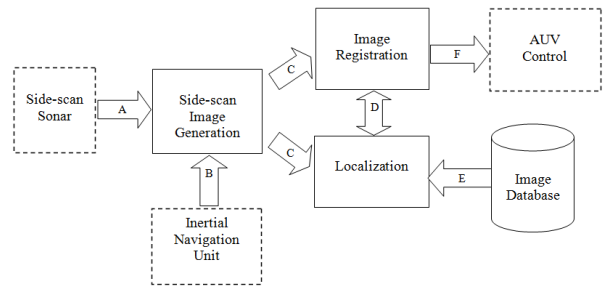 Side-scan
Sonar
A
Side-scan
Image
Generation
B
Inertial
Navigation
Unit
C
C
Image
Registration
D
Localization
F
AUV
Control
E
Image
Database